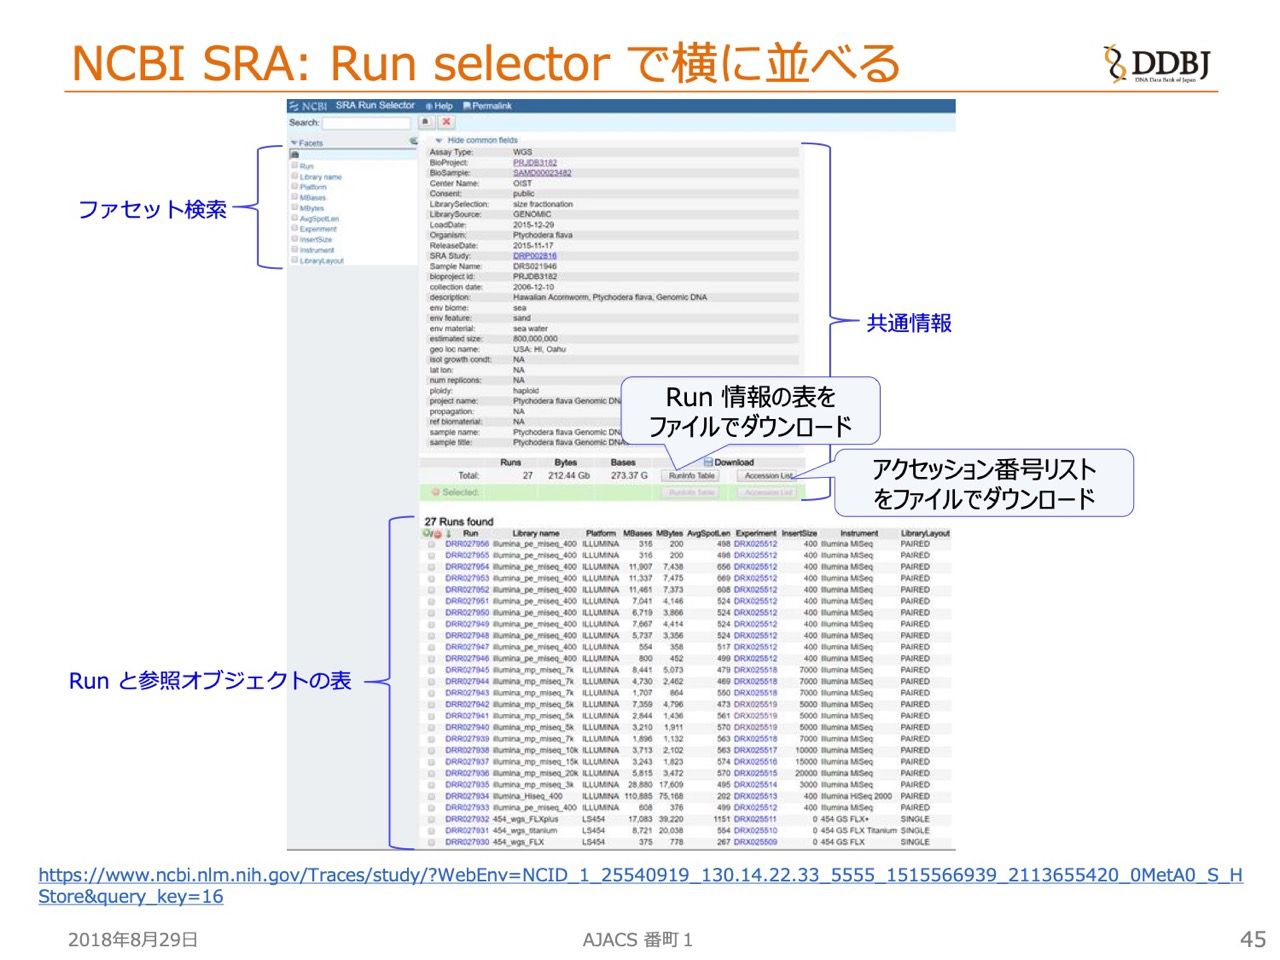 NCBI SRA: Run selector で横に並べる
DDBJ
DNA Data Bank of Japan
NCBI SRA Run Selector Help Permalink
Search:
Facets
Run
Library name
Platform
MBases
MBytes
AvgSpotLen
Experiment
InsertSize
Instrument
LibraryLayout
ファセット検索
Hide common fields
Assay Type: WGS
BioProject: PRJDB3182
BioSample: SAMD00023482
Center Name: OIST
Consent: public
LibrarySelection: size fractionation
LibrarySource: GENOMIC
LoadDate: 2015-12-29
Organism: Ptychodera flava
ReleaseDate: 2015-11-17
SRA Study: DRP002816
Sample Name: DRS021946
bioproject id: PRJDB3182
collection date: 2006-12-10
description: Hawaiian Acornworm, Ptychodera flava, Genomic DNA
env biome: sea
env feature: sand
env material: sea water
estimated size: 800,000,000
geo loc name: USA: HI, Oahu
isol growth condt: NA
lat lon: NA
num replicons: NA
ploidy: haploid
project name: Ptychodera flava Genomic DNA
propagation: NA
ref biomaterial: NA
sample name: Ptychodera flava Genomic DNA
sample title: Ptychodera flava Genomic DNA
共通情報
Run 情報の表を
ファイルでダウンロード
アクセッション番号リスト
をファイルでダウンロード
Runs Bytes Bases Download
Total: 27 212.44 Gb 273.37 G RunInfo Table Accession List
Selected: RunInfo Table Accession List
27 Runs found
Run Library name Platform MBases MBytes AvgSpotLen Experiment InsertSize Instrument LibraryLayout
DRR027956 illumina_pe_miseq_400 ILLUMINA 316 200 498 DRX025512 400 Illumina MiSeq PAIRED
DRR027955 illumina_pe_miseq_400 ILLUMINA 316 200 498 DRX025512 400 Illumina MiSeq PAIRED
DRR027954 illumina_pe_miseq_400 ILLUMINA 11,907 7,438 656 DRX025512 400 Illumina MiSeq PAIRED
DRR027953 illumina_pe_miseq_400 ILLUMINA 11,337 7,475 669 DRX025512 400 Illumina MiSeq PAIRED
DRR027952 illumina_pe_miseq_400 ILLUMINA 11,461 7,373 608 DRX025512 400 Illumina MiSeq PAIRED
DRR027951 illumina_pe_miseq_400 ILLUMINA 7,041 4,146 524 DRX025512 400 Illumina MiSeq PAIRED
DRR027950 illumina_pe_miseq_400 ILLUMINA 6,719 3,866 524 DRX025512 400 Illumina MiSeq PAIRED
DRR027949 illumina_pe_miseq_400 ILLUMINA 7,667 4,414 524 DRX025512 400 Illumina MiSeq PAIRED
DRR027948 illumina_pe_miseq_400 ILLUMINA 5,737 3,356 524 DRX025512 400 Illumina MiSeq PAIRED
DRR027947 illumina_pe_miseq_400 ILLUMINA 554 358 517 DRX025512 400 Illumina MiSeq PAIRED
DRR027946 illumina_pe_miseq_400 ILLUMINA 800 452 499 DRX025512 400 Illumina MiSeq PAIRED
DRR027945 illumina_mp_miseq_7k ILLUMINA 8,441 5,073 479 DRX025518 7000 Illumina MiSeq PAIRED
DRR027944 illumina_mp_miseq_7k ILLUMINA 4,730 2,462 469 DRX025518 7000 Illumina MiSeq PAIRED
DRR027943 illumina_mp_miseq_7k ILLUMINA 1,707 864 550 DRX025518 7000 Illumina MiSeq PAIRED
DRR027942 illumina_mp_miseq_5k ILLUMINA 7,359 4,796 473 DRX025519 5000 Illumina MiSeq PAIRED
DRR027941 illumina_mp_miseq_5k ILLUMINA 2,844 1,436 561 DRX025519 5000 Illumina MiSeq PAIRED
DRR027940 illumina_mp_miseq_5k ILLUMINA 3,210 1,911 570 DRX025519 5000 Illumina MiSeq PAIRED
DRR027939 illumina_mp_miseq_7k ILLUMINA 1,896 1,132 563 DRX025518 7000 Illumina MiSeq PAIRED
DRR027938 illumina_mp_miseq_10k ILLUMINA 3,713 2,102 563 DRX025517 10000 Illumina MiSeq PAIRED
DRR027937 illumina_mp_miseq_15k ILLUMINA 3,243 1,823 574 DRX025516 15000 Illumina MiSeq PAIRED
DRR027936 illumina_mp_miseq_20k ILLUMINA 5,815 3,472 570 DRX025515 20000 Illumina MiSeq PAIRED
DRR027935 illumina_mp_miseq_3k ILLUMINA 28,880 17,609 495 DRX025514 3000 Illumina MiSeq PAIRED
DRR027934 illumina_Hiseq_400 ILLUMINA 110,885 75,168 202 DRX025513 400 Illumina HiSeq 2000 PAIRED
DRR027933 illumina_pe_miseq_400 ILLUMINA 608 376 499 DRX025512 400 Illumina MiSeq PAIRED
DRR027932 454_wgs_FLXplus LS454 17,083 39,220 1151 DRX025511 0 454 GS FLX+ SINGLE
DRR027931 454_wgs_titanium LS454 8,721 20,038 554 DRX025510 0 454 GS FLX Titanium SINGLE
DRR027930 454_wgs_FLX LS454 375 778 267 DRX025509 0 454 GS FLX SINGLE
Run と参照オブジェクトの表
https://www.ncbi.nlm.nih.gov/Traces/study/?WebEnv=NCID_1_25540919_130.14.22.33_5555_1515566939_2113655420_0MetA0_S_H
Store&query_key=16
2018年8月29日
AJACS 番町１
45